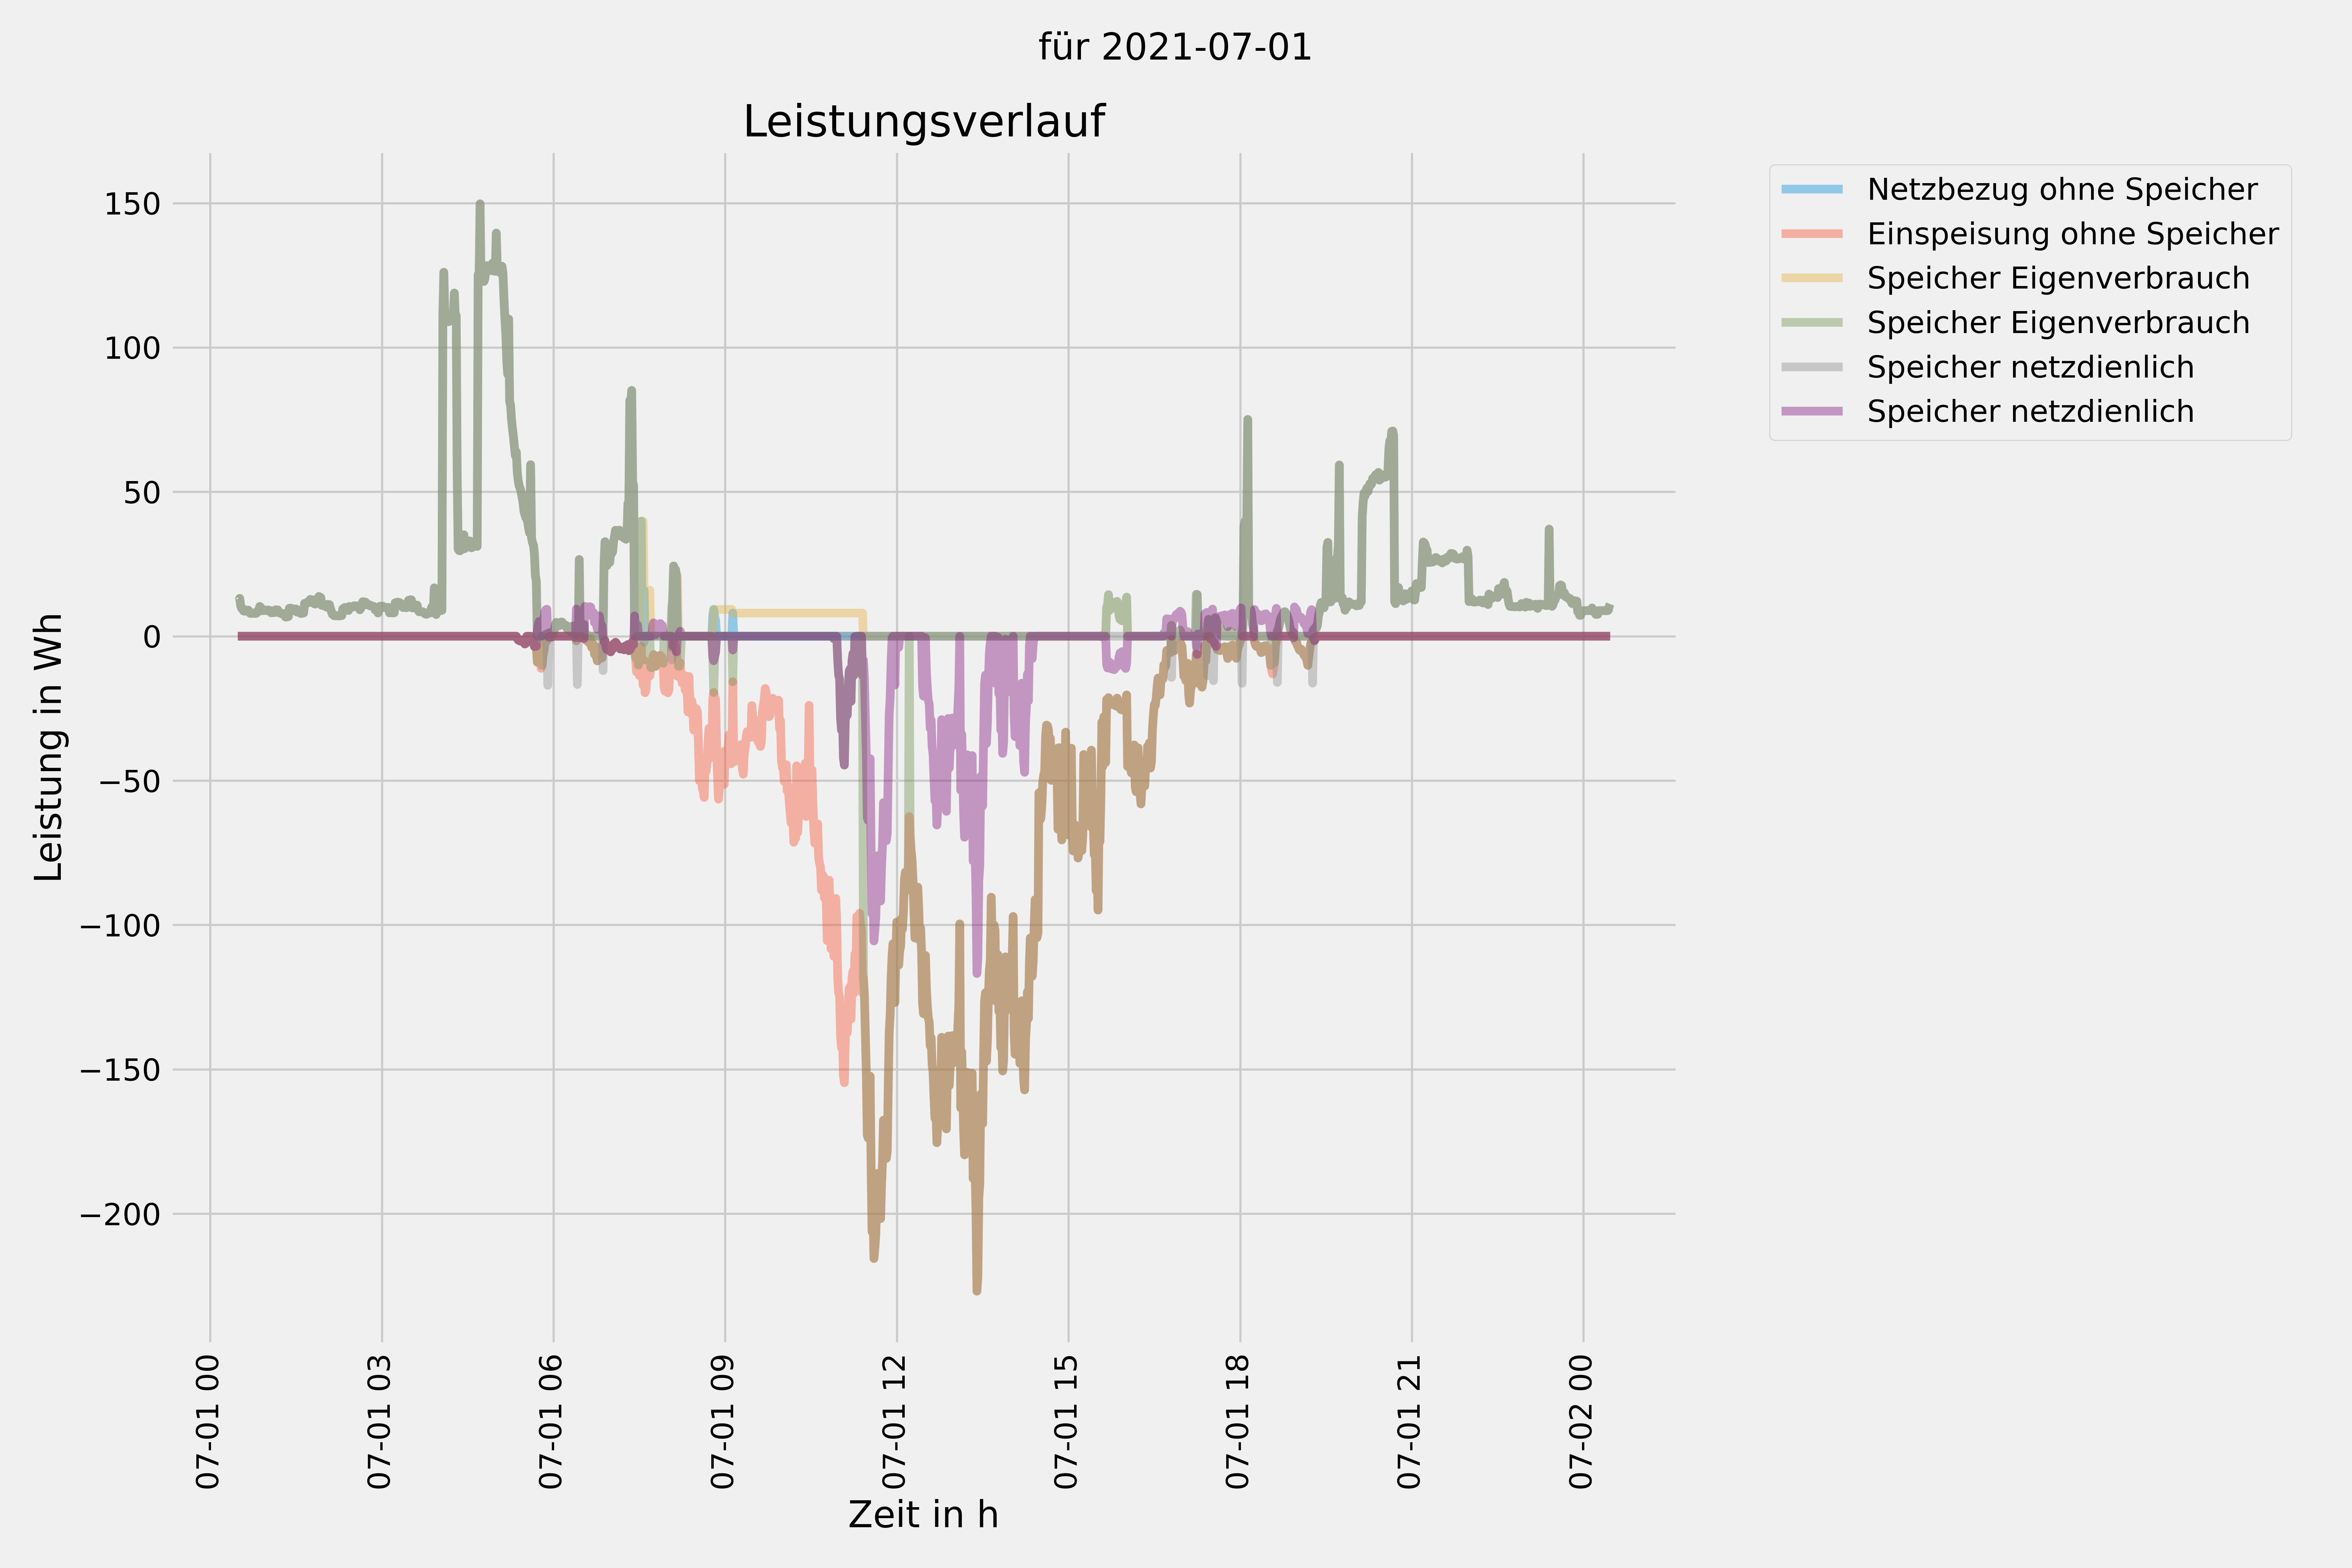 für 2021-07-01
Leistungsverlauf
Leistung in Wh
150
100
50
0
−50
−100
−150
−200
07-01 00
07-01 03
07-01 06
07-01 09
07-01 12
07-01 15
07-01 18
07-01 21
07-02 00
Zeit in h
Netzbezug ohne Speicher
Einspeisung ohne Speicher
Speicher Eigenverbrauch
Speicher Eigenverbrauch
Speicher netzdienlich
Speicher netzdienlich